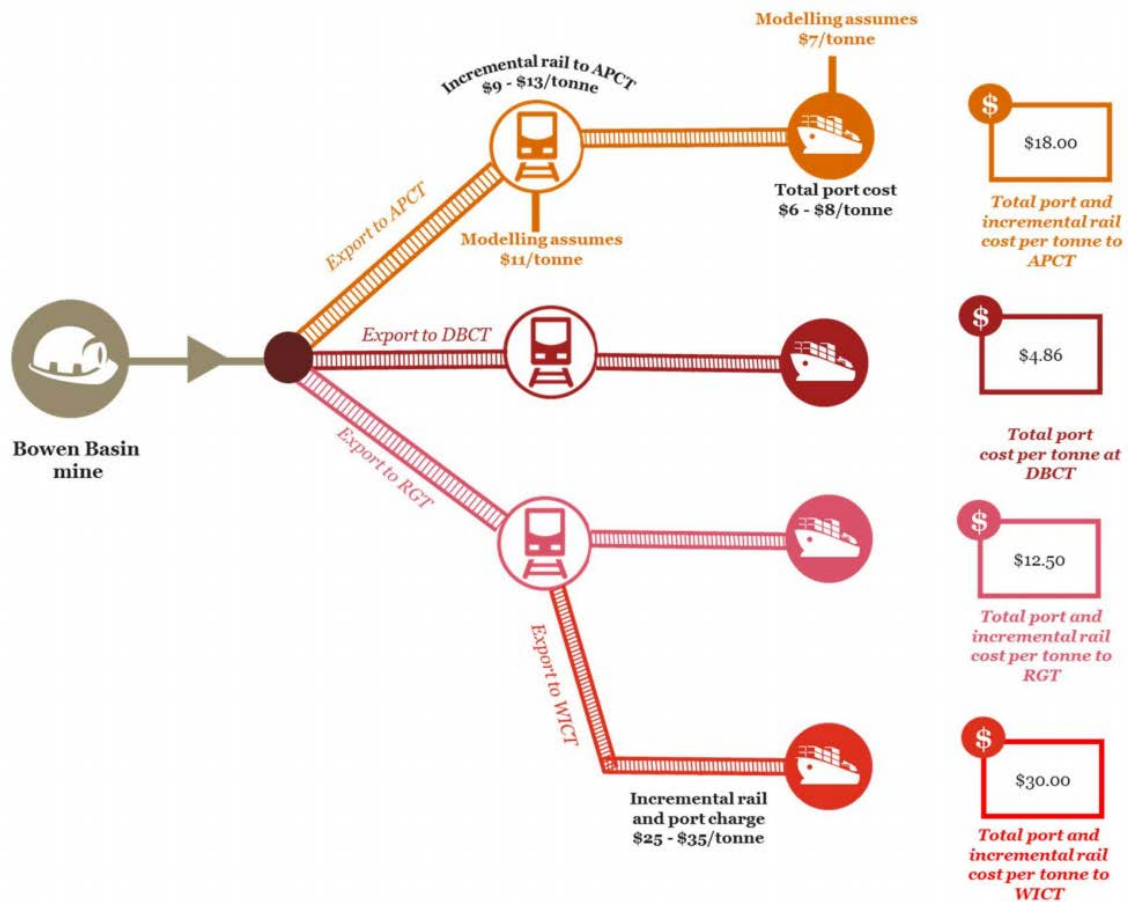 Modelling assumes
$7/tonne
Incremental rail to APCT
$9 - $13/tonne
Export to APCT
Modelling assumes
$11/tonne
Total port cost
$6 - $8/tonne
$
$18.00
Total port and
incremental rail
cost per tonne to
APCT
Bowen Basin
mine
Export to DBCT
$
$4.86
Total port
cost per tonne at
DBCT
Export to RGT
$
$12.50
Total port and
incremental rail
cost per tonne to
RGT
Export to WICT
Incremental rail
and port charge
$25 - $35/tonne
$
$30.00
Total port and
incremental rail
cost per tonne to
WICT